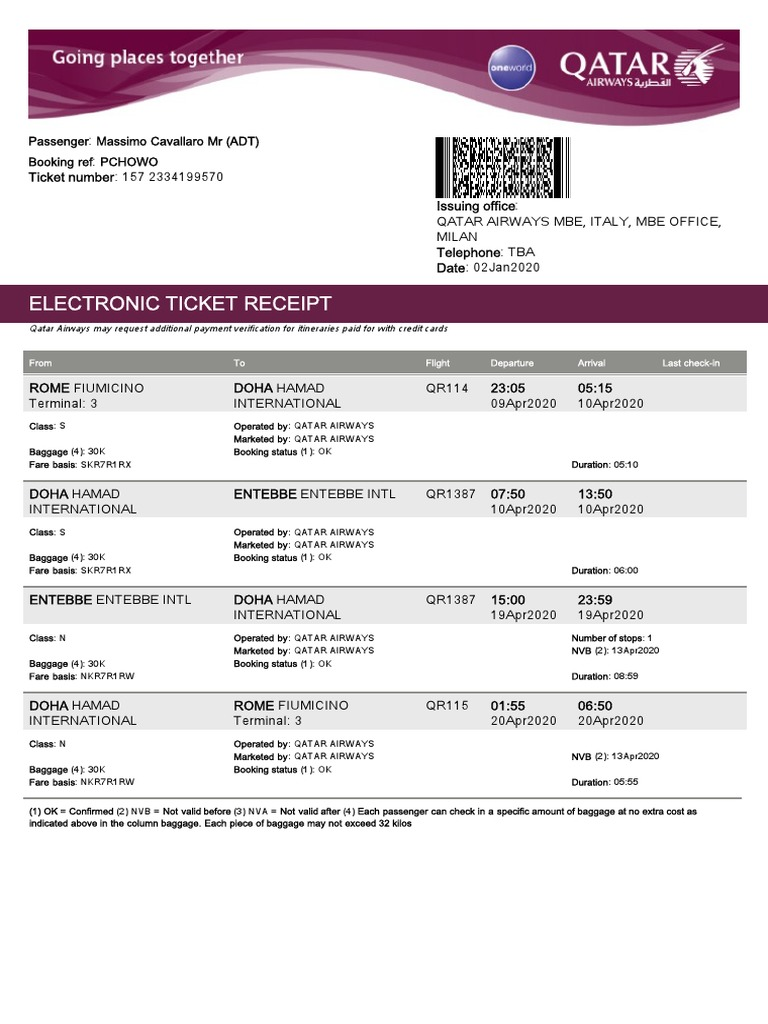 Going places together
oneworld
QATAR
AIRWAYS القطرية
Passenger: Massimo Cavallaro Mr (ADT)
Booking ref: PCHOWO
Ticket number: 157 2334199570
Issuing office:
QATAR AIRWAYS MBE, ITALY, MBE OFFICE,
MILAN
Telephone: TBA
Date: 02Jan2020
ELECTRONIC TICKET RECEIPT
Qatar Airways may request additional payment verification for itineraries paid for with credit cards
From To Flight Departure Arrival Last check-in
ROME FIUMICINO DOHA HAMAD QR114 23:05 05:15
Terminal: 3 INTERNATIONAL 09Apr2020 10Apr2020
Class: S Operated by: QATAR AIRWAYS
Marketed by: QATAR AIRWAYS
Baggage (4): 30K Booking status (1): OK
Fare basis: SKR7R1RX Duration: 05:10
DOHA HAMAD ENTEBBE ENTEBBE INTL QR1387 07:50 13:50
INTERNATIONAL 10Apr2020 10Apr2020
Class: S Operated by: QATAR AIRWAYS
Marketed by: QATAR AIRWAYS
Baggage (4): 30K Booking status (1): OK
Fare basis: SKR7R1RX Duration: 06:00
ENTEBBE ENTEBBE INTL DOHA HAMAD QR1387 15:00 23:59
INTERNATIONAL 19Apr2020 19Apr2020
Class: N Operated by: QATAR AIRWAYS Number of stops: 1
Marketed by: QATAR AIRWAYS NVB (2): 13Apr2020
Baggage (4): 30K Booking status (1): OK
Fare basis: NKR7R1RW Duration: 08:59
DOHA HAMAD ROME FIUMICINO QR115 01:55 06:50
INTERNATIONAL Terminal: 3 20Apr2020 20Apr2020
Class: N Operated by: QATAR AIRWAYS
Marketed by: QATAR AIRWAYS NVB (2): 13Apr2020
Baggage (4): 30K Booking status (1): OK
Fare basis: NKR7R1RW Duration: 05:55
(1) OK = Confirmed (2) NVB = Not valid before (3) NVA = Not valid after (4) Each passenger can check in a specific amount of baggage at no extra cost as
indicated above in the column baggage. Each piece of baggage may not exceed 32 kilos